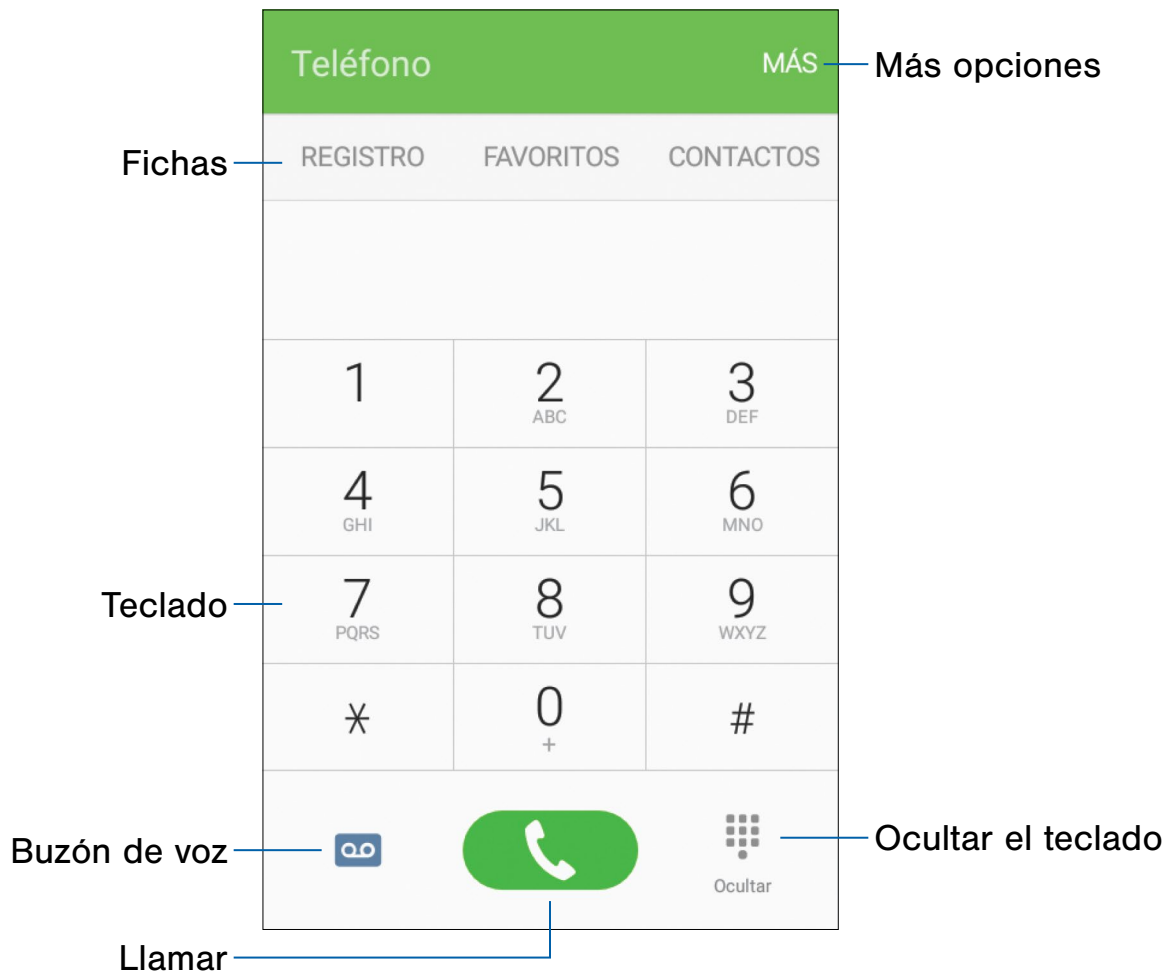 Teléfono MÁS Más opciones
Fichas REGISTRO FAVORITOS CONTACTOS
1 2 3
ABC DEF
4 5 6
GHI JKL MNO
Teclado 7 8 9
PQRS TUV WXYZ
* 0 #
+
Buzón de voz Ocultar el teclado
Ocultar
Llamar